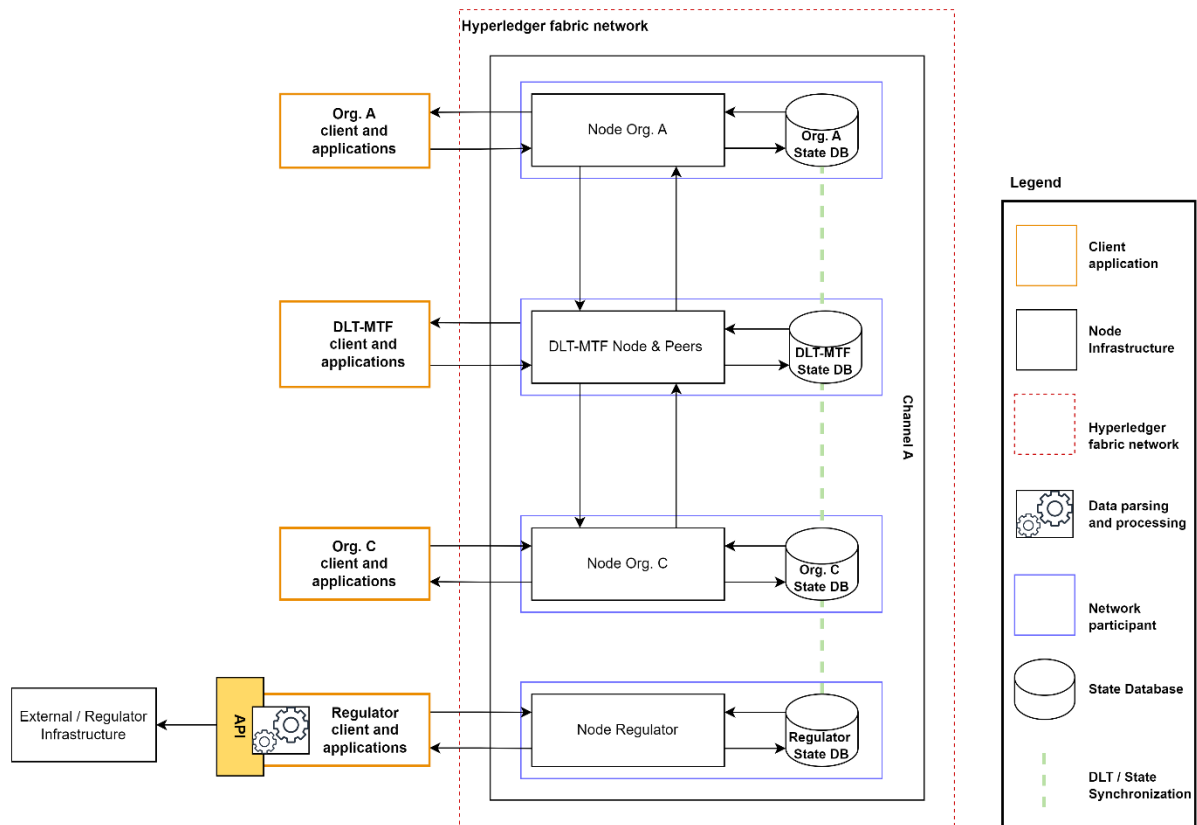 Hyperledger fabric network
Org. A
client and
applications
Node Org. A
Org. A
State DB
DLT-MTF
client and
applications
DLT-MTF Node & Peers
DLT-MTF
State DB
Channel A
Org. C
client and
applications
Node Org. C
Org. C
State DB
External / Regulator
Infrastructure
API
Regulator
client and
applications
Node Regulator
Regulator
State DB
Legend
Client
application
Node
Infrastructure
Hyperledger
fabric network
Data parsing
and processing
Network
participant
State Database
DLT / State
Synchronization